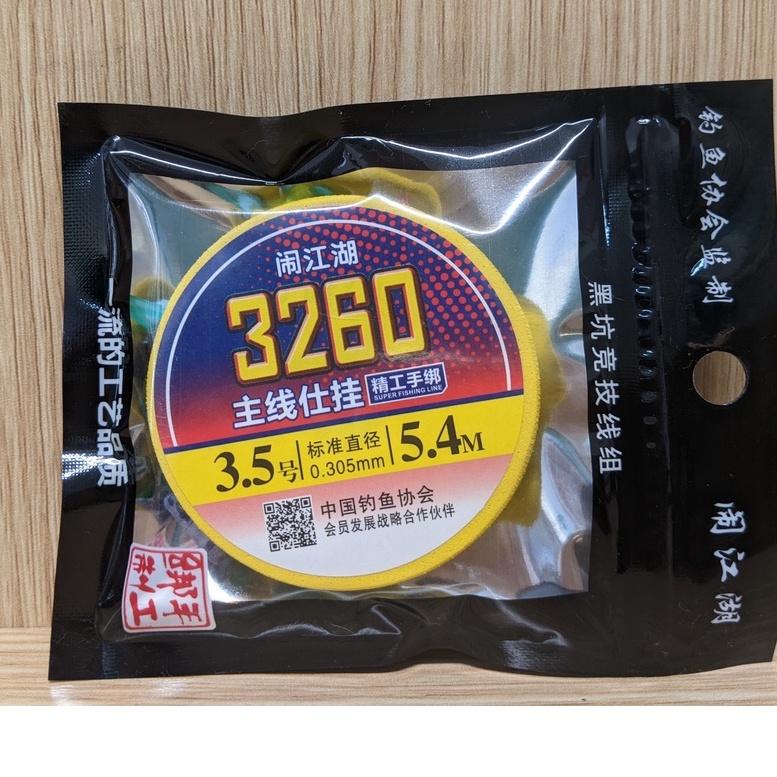 钓鱼协会监制
闹江湖
3260
主线仕挂
精工手绑
SUPER FISHING LINE
3.5号
标准直径
0.305mm
5.4M
中国钓鱼协会
会员发展战略合作伙伴
一流的工艺品质
黑坑竞技线组
闹江湖
手工
绑制